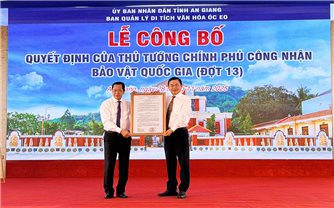 ỦY BAN NHÂN DÂN TỈNH AN GIANG
BAN QUẢN LÝ DI TÍCH VĂN HÓA ÓC EO
LỄ CÔNG BỐ
QUYẾT ĐỊNH CỦA THỦ TƯỚNG CHÍNH PHỦ CÔNG NHẬN
BẢO VẬT QUỐC GIA (ĐỢT 13)